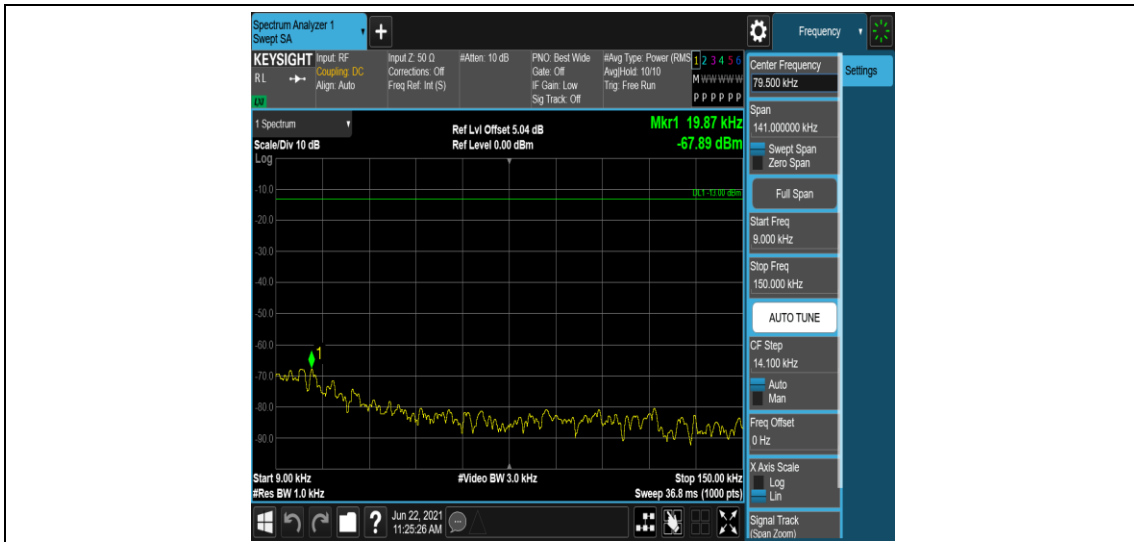 Spectrum Analyzer 1
Swept SA
+
Frequency
KEYSIGHT
RL
LXI
Input: RF
Coupling: DC
Align: Auto
Input Z: 50 Ω
Corrections: Off
Freq Ref: Int (S)
#Atten: 10 dB
PNO: Best Wide
Gate: Off
IF Gain: Low
Sig Track: Off
#Avg Type: Power (RMS
Avg|Hold: 10/10
Trig: Free Run
1 2 3 4 5 6
M W W W W W
P P P P P P
1 Spectrum
Scale/Div 10 dB
Log
Ref Lvl Offset 5.04 dB
Ref Level 0.00 dBm
Mkr1 19.87 kHz
-67.89 dBm
DL1 -13.00 dBm
-10.0
-20.0
-30.0
-40.0
-50.0
-60.0
-70.0
-80.0
-90.0
1
Start 9.00 kHz
#Res BW 1.0 kHz
#Video BW 3.0 kHz
Stop 150.00 kHz
Sweep 36.8 ms (1000 pts)
?
Jun 22, 2021
11:25:26 AM
Center Frequency
79.500 kHz
Settings
Span
141.000000 kHz
Swept Span
Zero Span
Full Span
Start Freq
9.000 kHz
Stop Freq
150.000 kHz
AUTO TUNE
CF Step
14.100 kHz
Auto
Man
Freq Offset
0 Hz
X Axis Scale
Log
Lin
Signal Track
(Span Zoom)